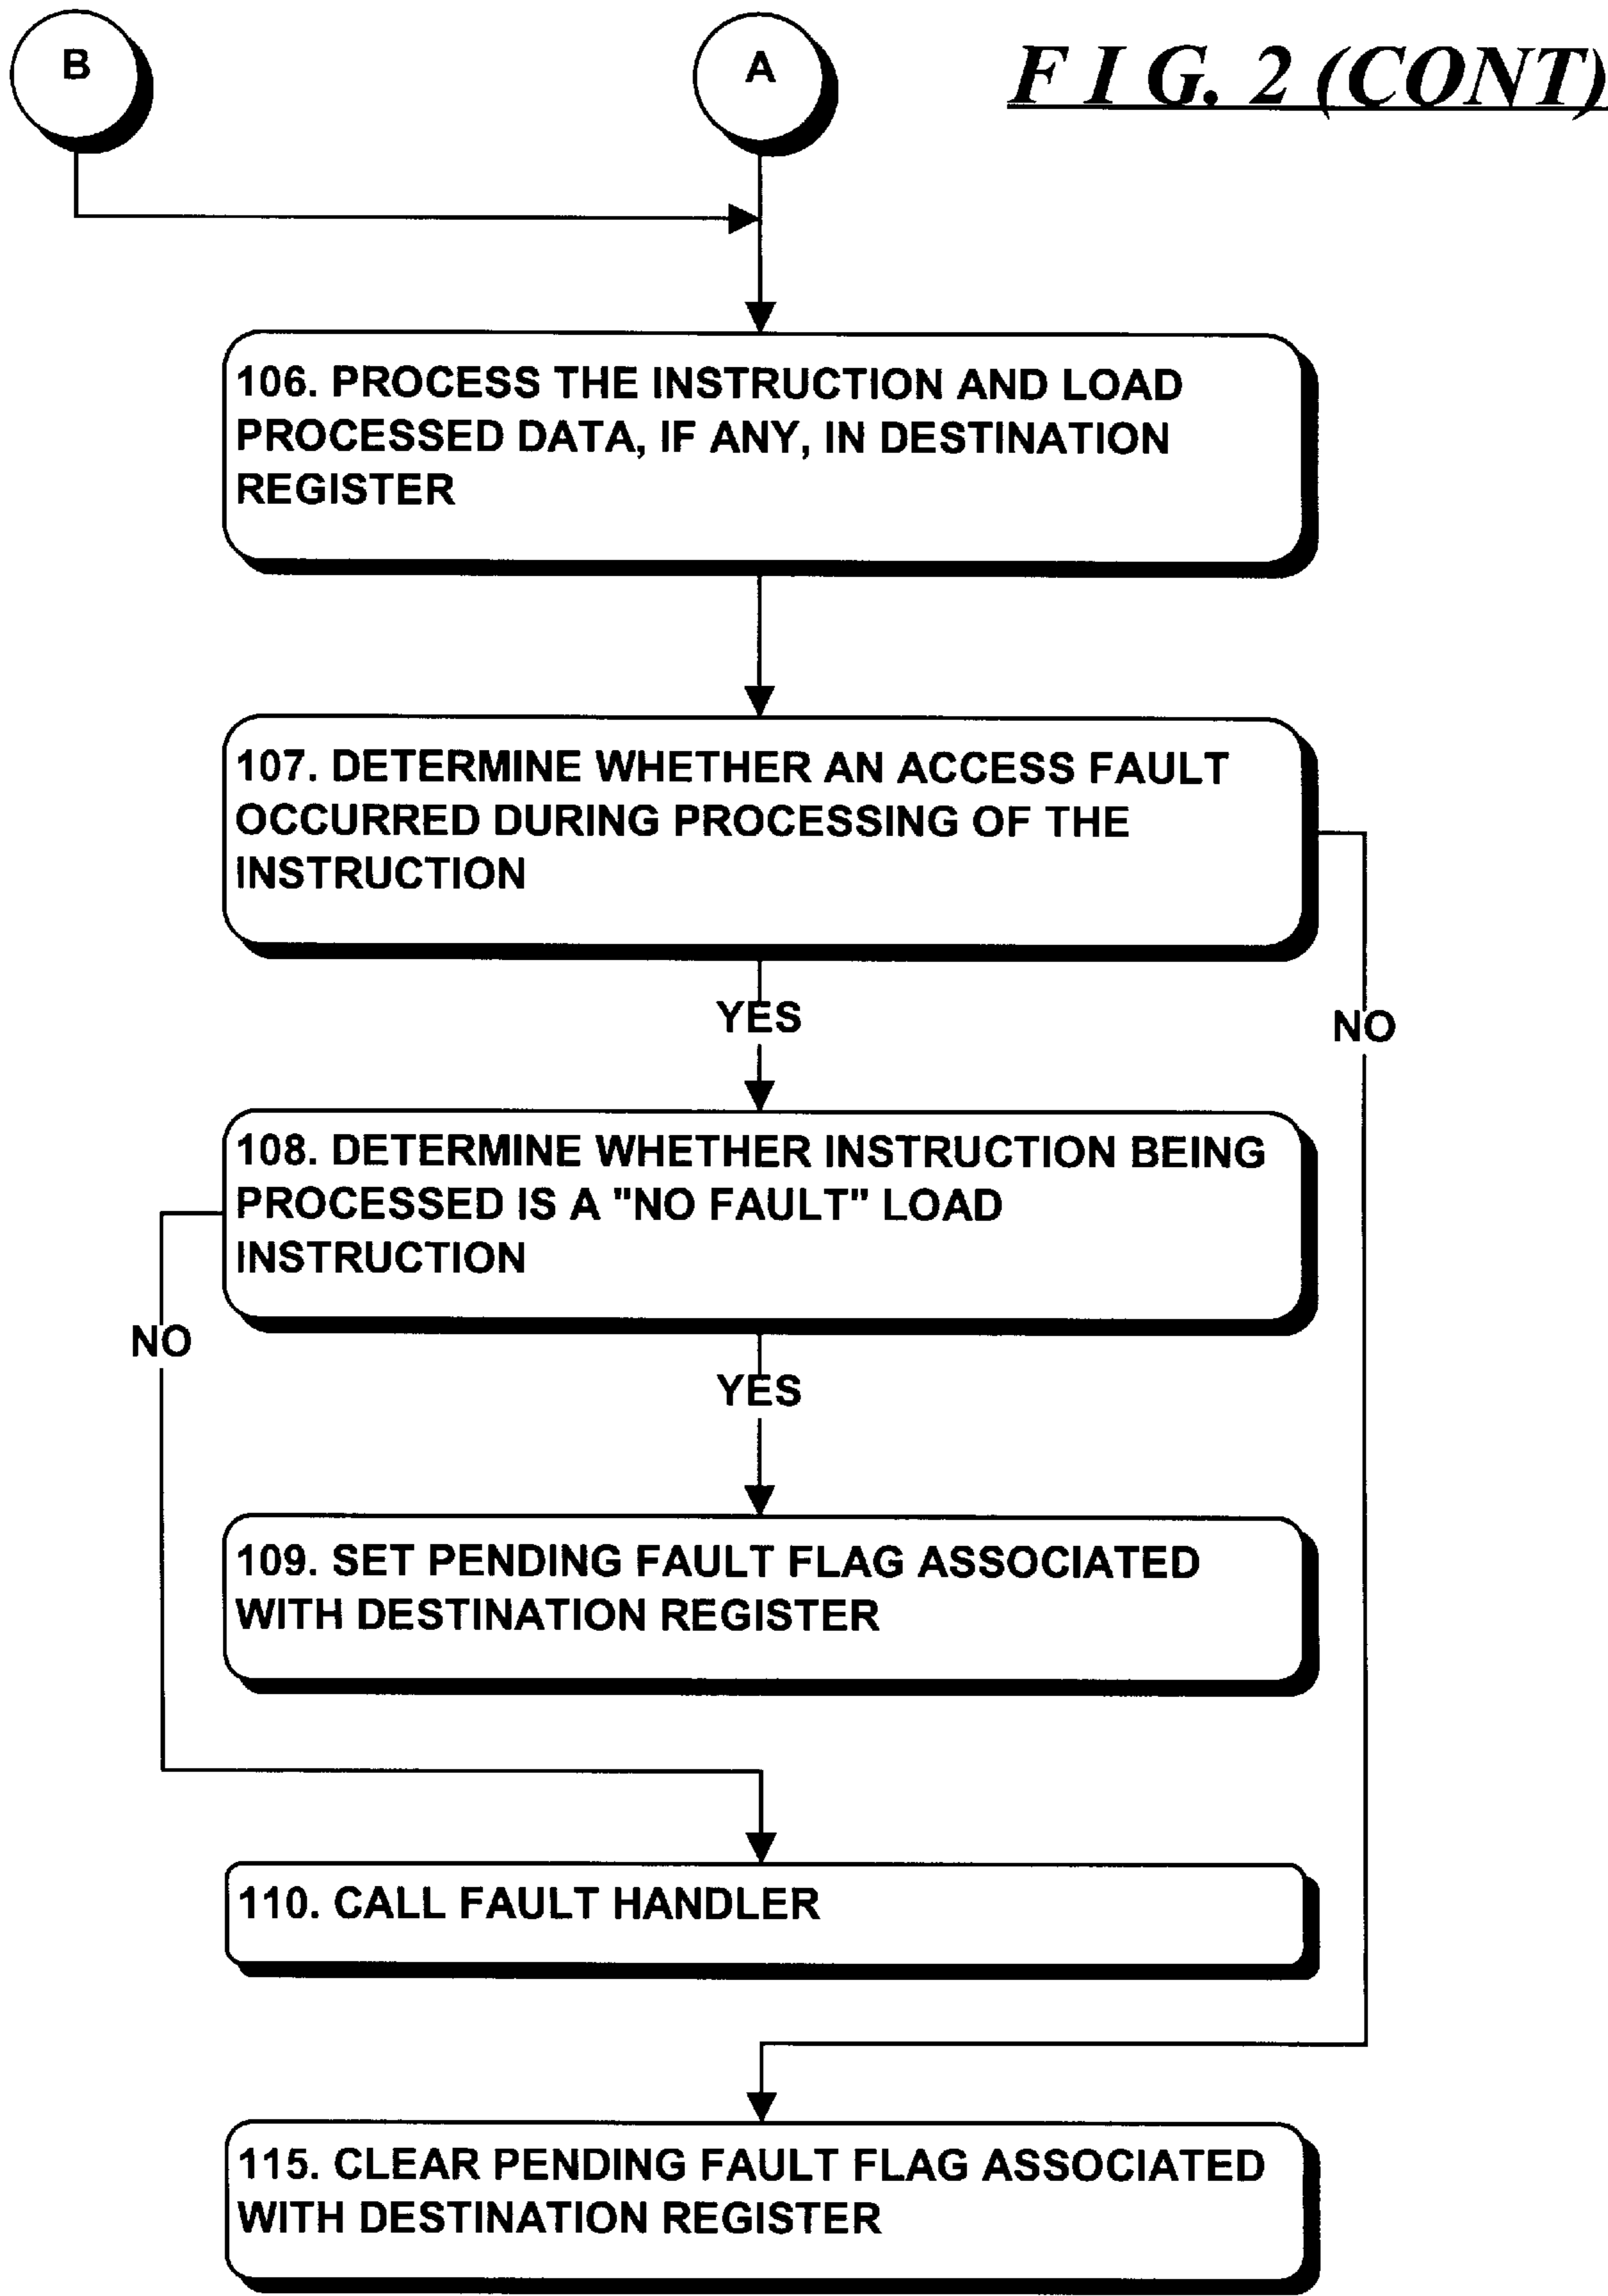 B
A
F I G. 2 (CONT)
106. PROCESS THE INSTRUCTION AND LOAD
PROCESSED DATA, IF ANY, IN DESTINATION
REGISTER
107. DETERMINE WHETHER AN ACCESS FAULT
OCCURRED DURING PROCESSING OF THE
INSTRUCTION
YES
NO
108. DETERMINE WHETHER INSTRUCTION BEING
PROCESSED IS A "NO FAULT" LOAD
INSTRUCTION
NO
YES
109. SET PENDING FAULT FLAG ASSOCIATED
WITH DESTINATION REGISTER
110. CALL FAULT HANDLER
115. CLEAR PENDING FAULT FLAG ASSOCIATED
WITH DESTINATION REGISTER